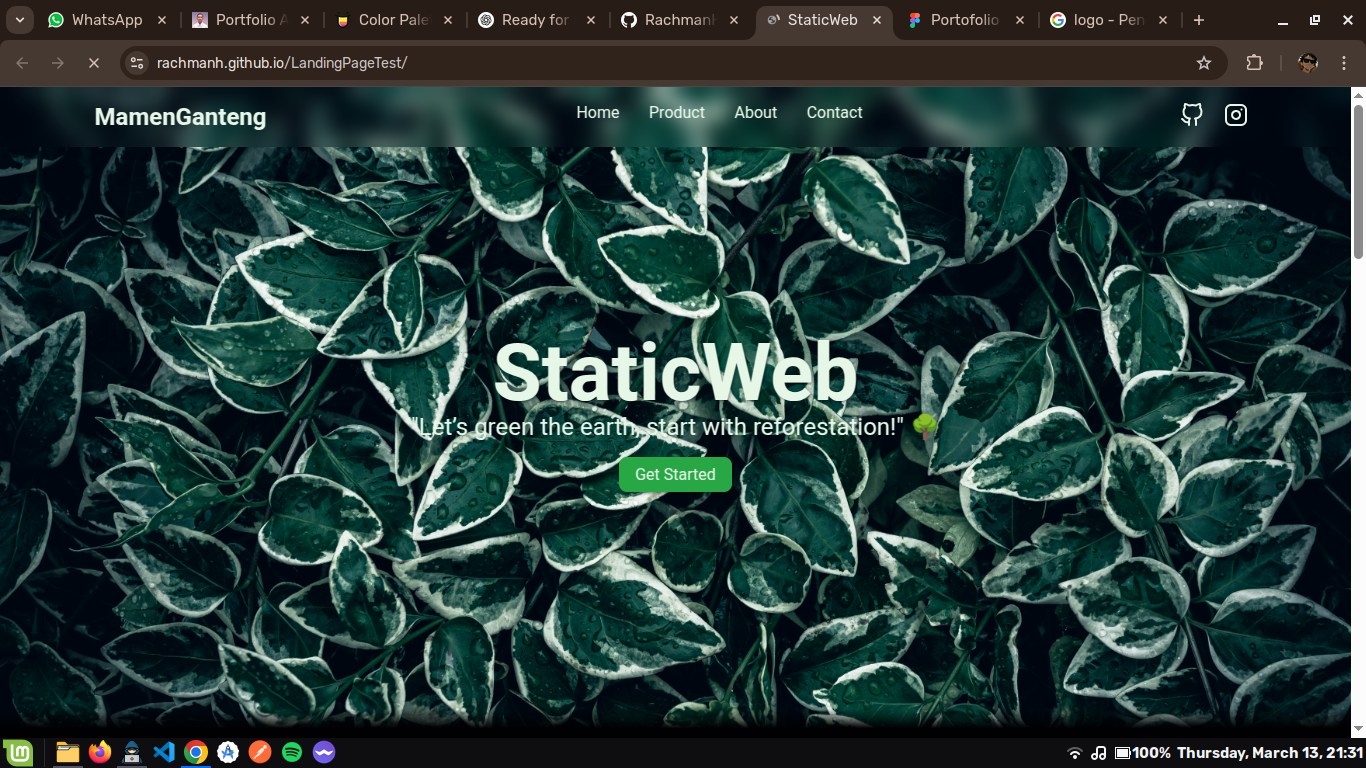 WhatsApp
Portfolio A
Color Pale
Ready for
Rachman
StaticWeb
Portofolio
logo - Pen
rachmanh.github.io/LandingPageTest/
MamenGanteng
Home
Product
About
Contact
StaticWeb
"Let's green the earth, start with reforestation!" 🌳
Get Started
100% Thursday, March 13, 21:31